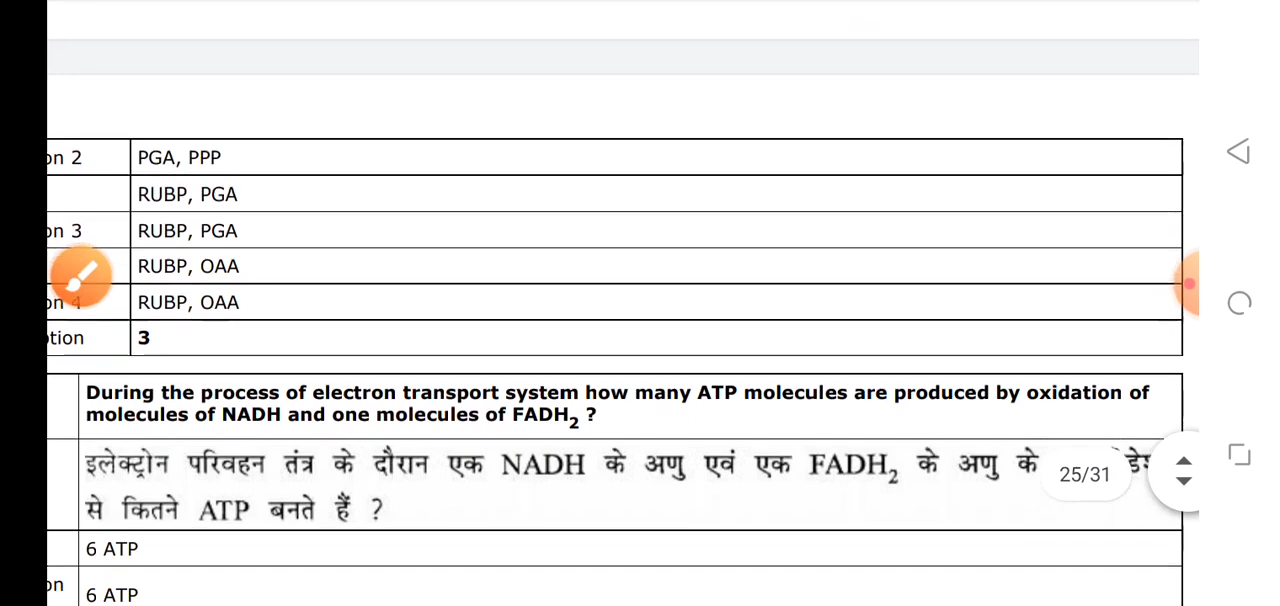 on 2 PGA, PPP
RUBP, PGA
on 3 RUBP, PGA
RUBP, OAA
on 4 RUBP, OAA
tion 3
During the process of electron transport system how many ATP molecules are produced by oxidation of
molecules of NADH and one molecules of FADH₂ ?
इलेक्ट्रोन परिवहन तंत्र के दौरान एक NADH के अणु एवं एक FADH₂ के अणु के
25/31
से कितने ATP बनते हैं ?
6 ATP
on 6 ATP